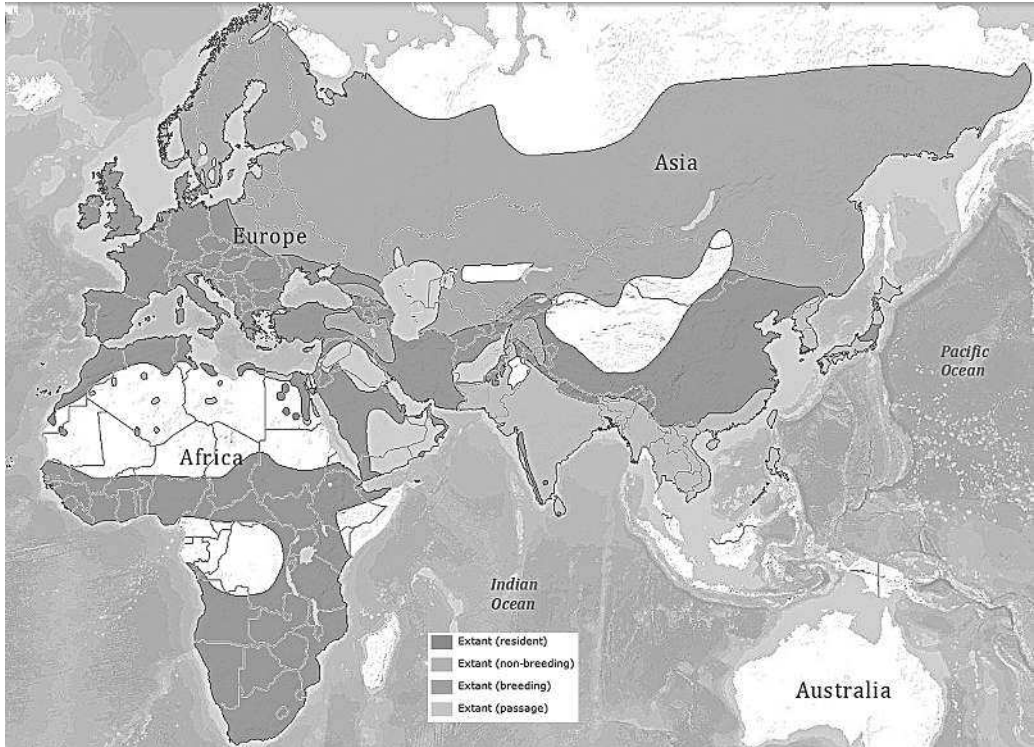 Asia
Europe
Pacific
Ocean
Africa
Indian
Ocean
Extant (resident)
Extant (non-breeding)
Extant (breeding)
Extant (passage)
Australia